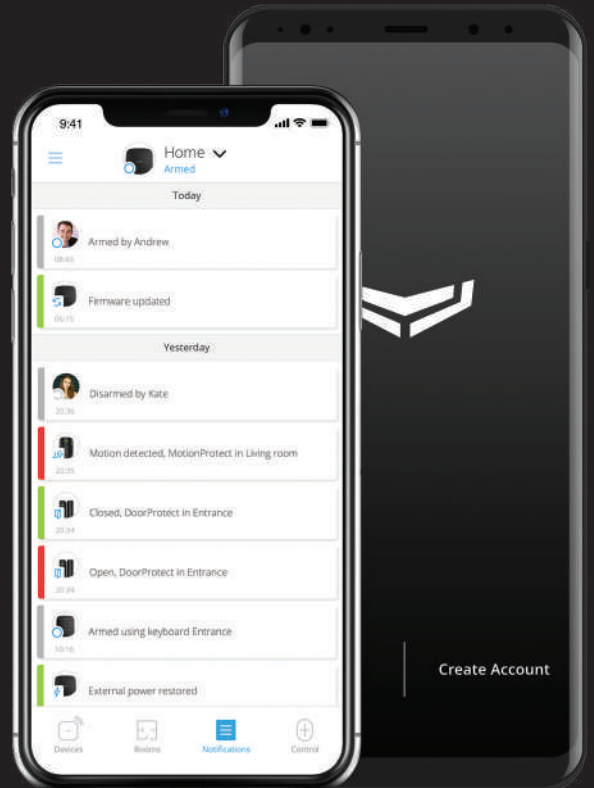 9:41
Home
Armed
Today
Armed by Andrew
08:45
Firmware updated
06:15
Yesterday
Disarmed by Kate
20:36
Motion detected, MotionProtect in Living room
20:35
Closed, DoorProtect in Entrance
20:34
Open, DoorProtect in Entrance
20:34
Armed using keyboard Entrance
10:16
External power restored
Devices
Rooms
Notifications
Control
Create Account